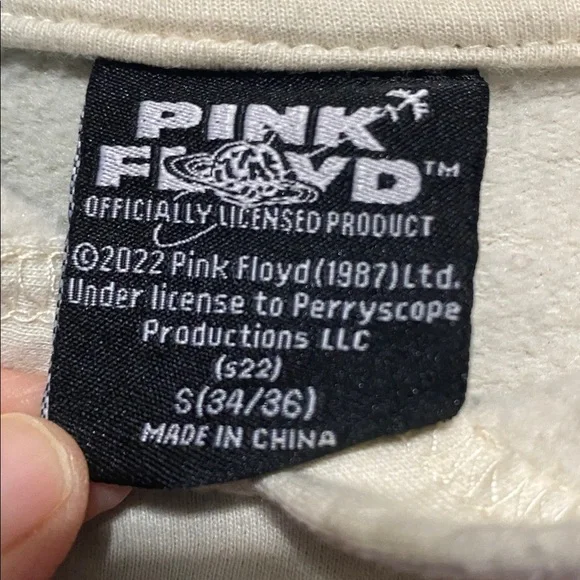 PINK
FLOYD™
OFFICIALLY LICENSED PRODUCT
©2022 Pink Floyd(1987)Ltd.
Under license to Perryscope
Productions LLC
(s22)
S(34/36)
MADE IN CHINA